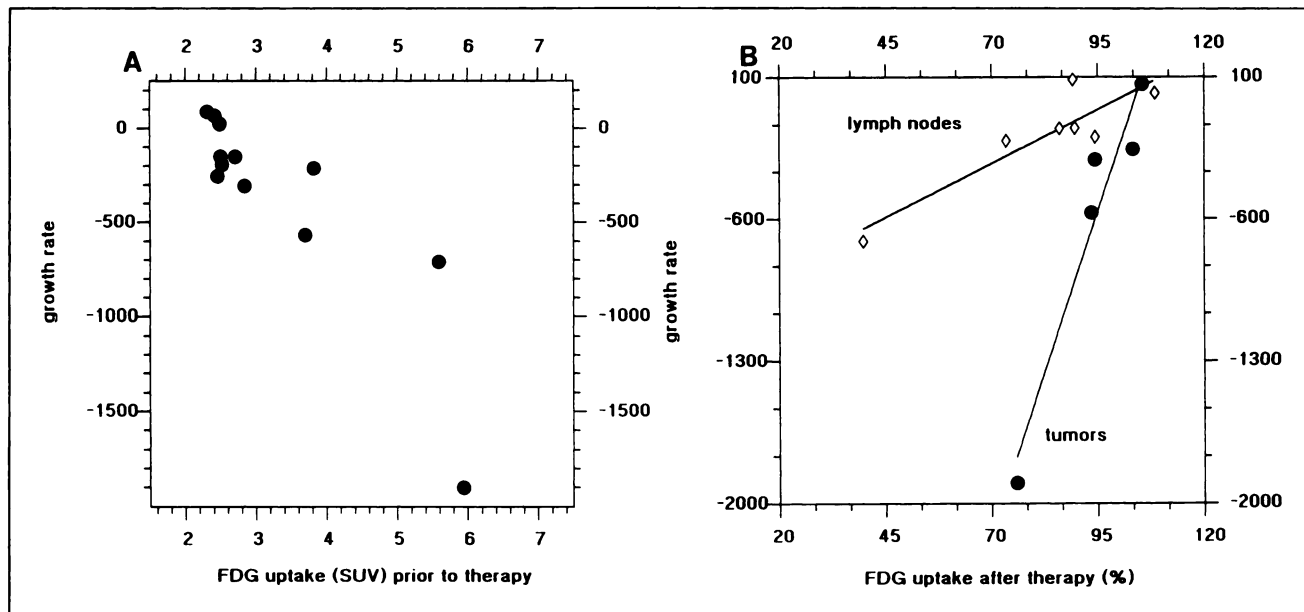 A
2 3 4 5 6 7
0
-500
-1000
-1500
growth rate
0
-500
-1000
-1500
2 3 4 5 6 7
FDG uptake (SUV) prior to therapy
B
20 45 70 95 120
100
-600
-1300
-2000
growth rate
lymph nodes
tumors
100
-600
-1300
-2000
20 45 70 95 120
FDG uptake after therapy (%)